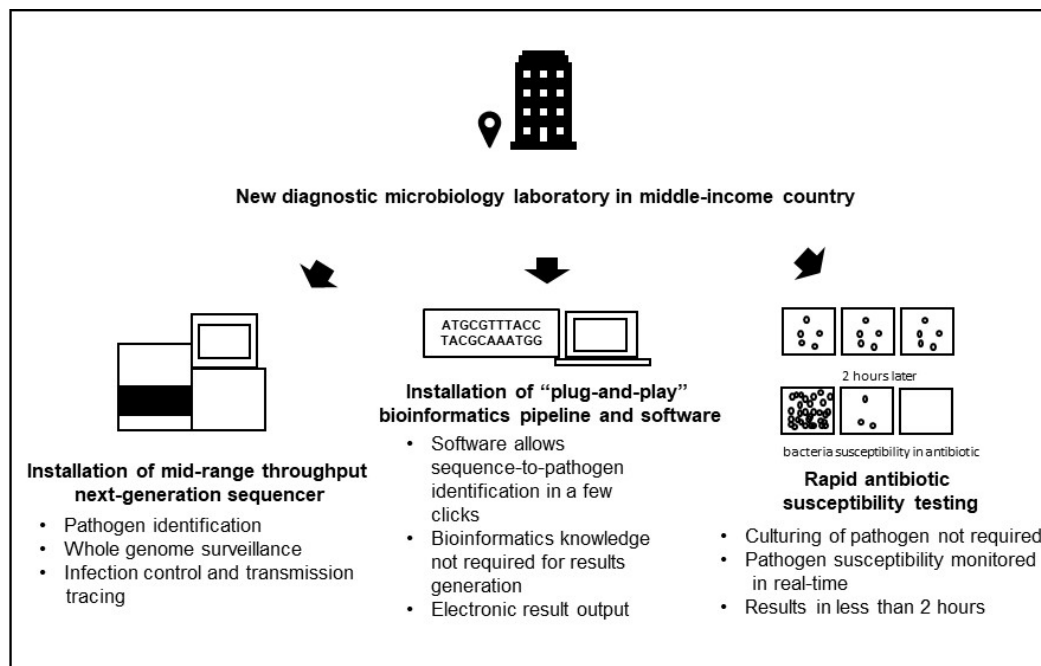 New diagnostic microbiology laboratory in middle-income country
Installation of mid-range throughput
next-generation sequencer
• Pathogen identification
• Whole genome surveillance
• Infection control and transmission
tracing
ATGCGTTTACC
TACGCAAATGG
Installation of “plug-and-play”
bioinformatics pipeline and software
• Software allows
sequence-to-pathogen
identification in a few
clicks
• Bioinformatics knowledge
not required for results
generation
• Electronic result output
2 hours later
bacteria susceptibility in antibiotic
Rapid antibiotic
susceptibility testing
• Culturing of pathogen not required
• Pathogen susceptibility monitored
in real-time
• Results in less than 2 hours